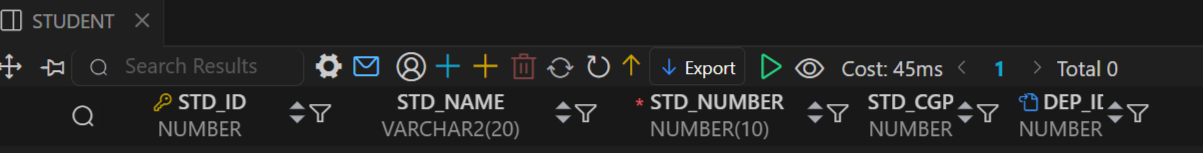 STUDENT
Search Results
Export
Cost: 45ms
1
Total 0
STD_ID
NUMBER
STD_NAME
VARCHAR2(20)
* STD_NUMBER
NUMBER(10)
STD_CGP
NUMBER
DEP_ID
NUMBER